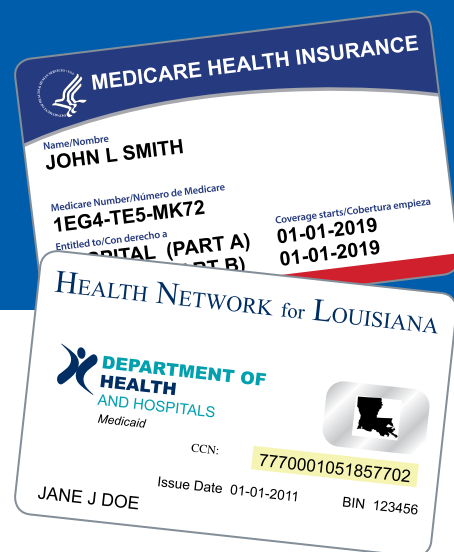 MEDICARE HEALTH INSURANCE
Name/Nombre
JOHN L SMITH
Medicare Number/Número de Medicare
1EG4-TE5-MK72
Entitled to/Con derecho a
(PART A)
B)
Coverage starts/Cobertura empieza
01-01-2019
01-01-2019
HEALTH NETWORK for LOUISIANA
DEPARTMENT OF
HEALTH
AND HOSPITALS
Medicaid
CCN:
7770001051857702
Issue Date 01-01-2011
BIN 123456
JANE J DOE